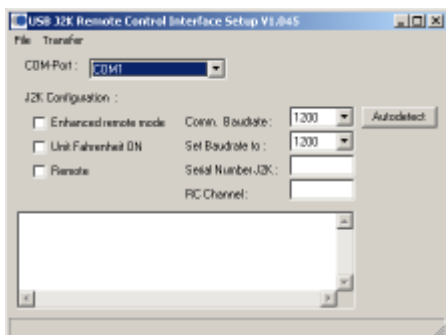 USB J2K Remote Control Interface Setup V1.045
File Transfer
COM-Port : COM1
J2K Configuration :
Enhanced remote mode Comm. Baudrate : 1200 Autodetect
Unit Fahrenheit ON Set Baudrate to : 1200
Remote Serial Number J2K :
RC Channel :